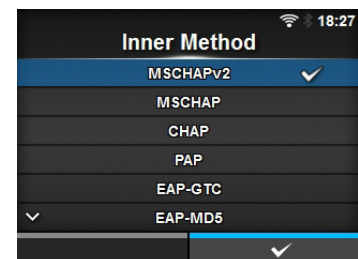 18:27
Inner Method
MSCHAPv2
MSCHAP
CHAP
PAP
EAP-GTC
EAP-MD5